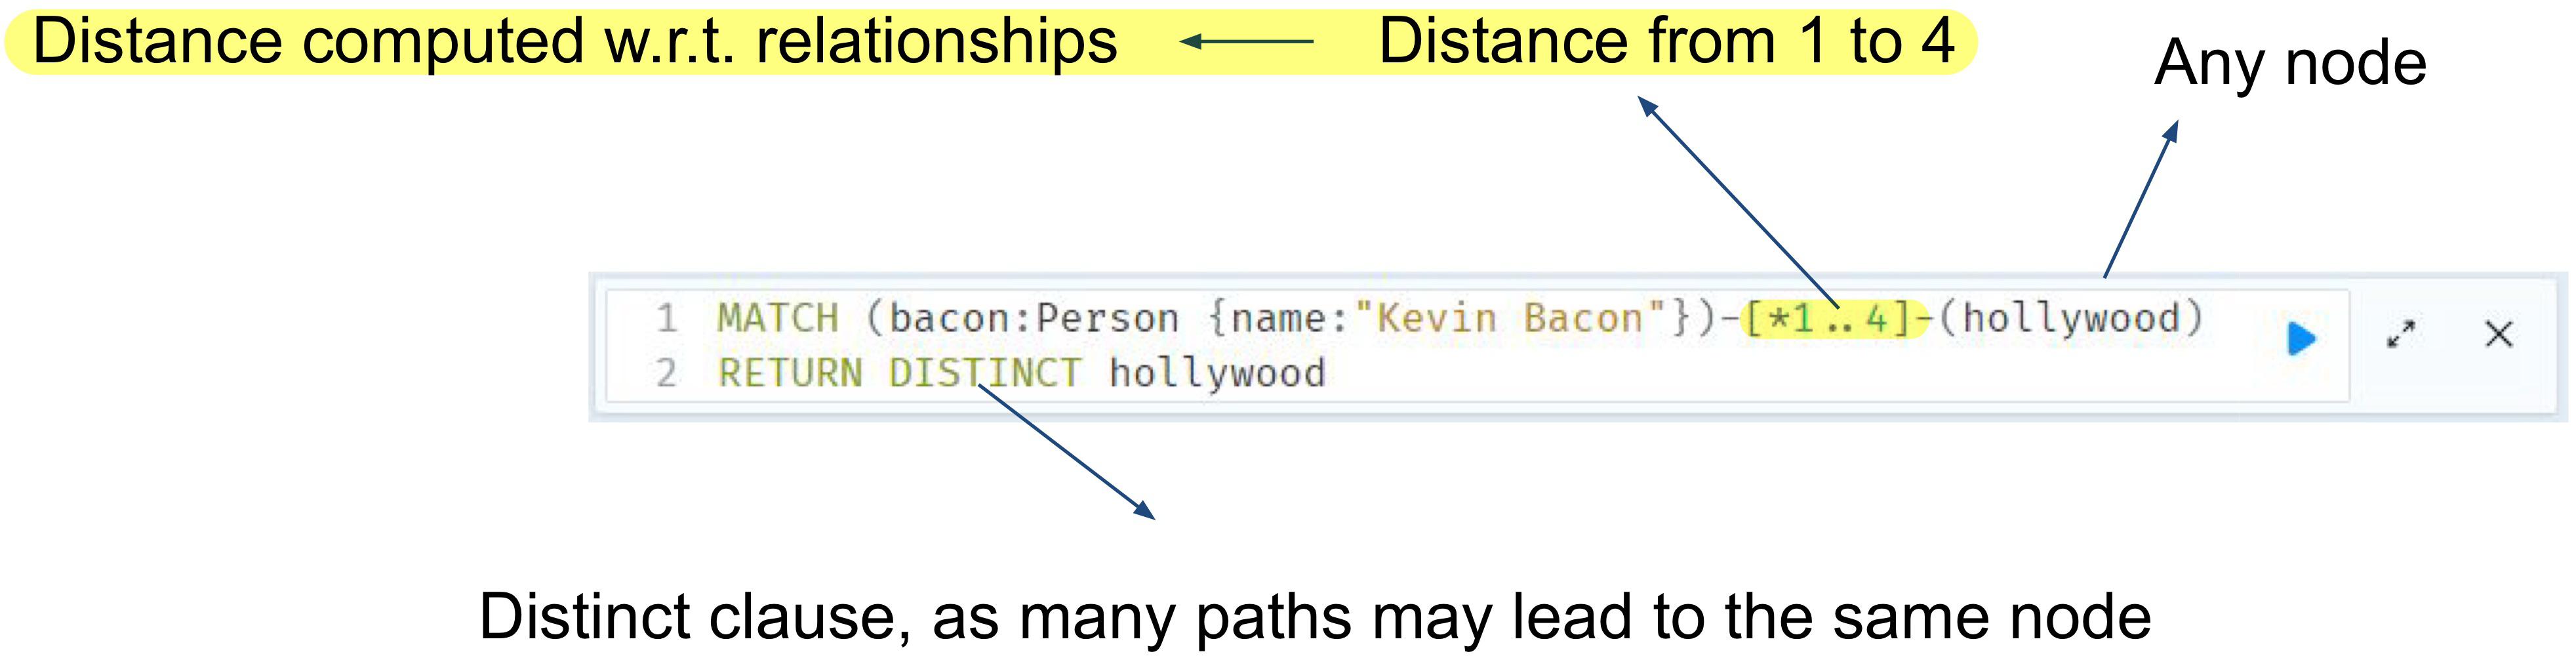 Distance computed w.r.t. relationships
Distance from 1 to 4
Any node
1 MATCH (bacon:Person {name:"Kevin Bacon"})-[*1..4]-(hollywood)
2 RETURN DISTINCT hollywood
Distinct clause, as many paths may lead to the same node